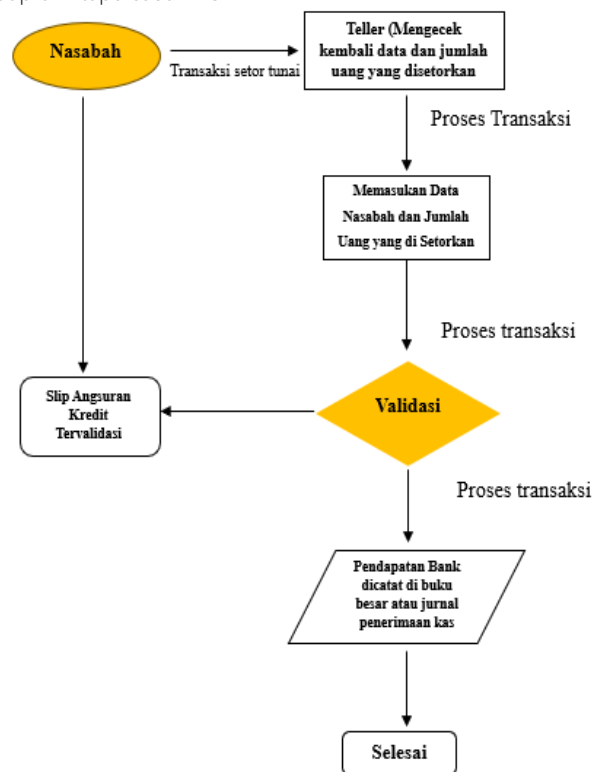 Nasabah
Transaksi setor tunai
Teller (Mengecek
kembali data dan jumlah
uang yang disetorkan
Proses Transaksi
Memasukan Data
Nasabah dan Jumlah
Uang yang di Setorkan
Proses transaksi
Slip Angsuran
Kredit
Tervalidasi
Validasi
Proses transaksi
Pendapatan Bank
dicatat di buku
besar atau jurnal
penerimaan kas
Selesai